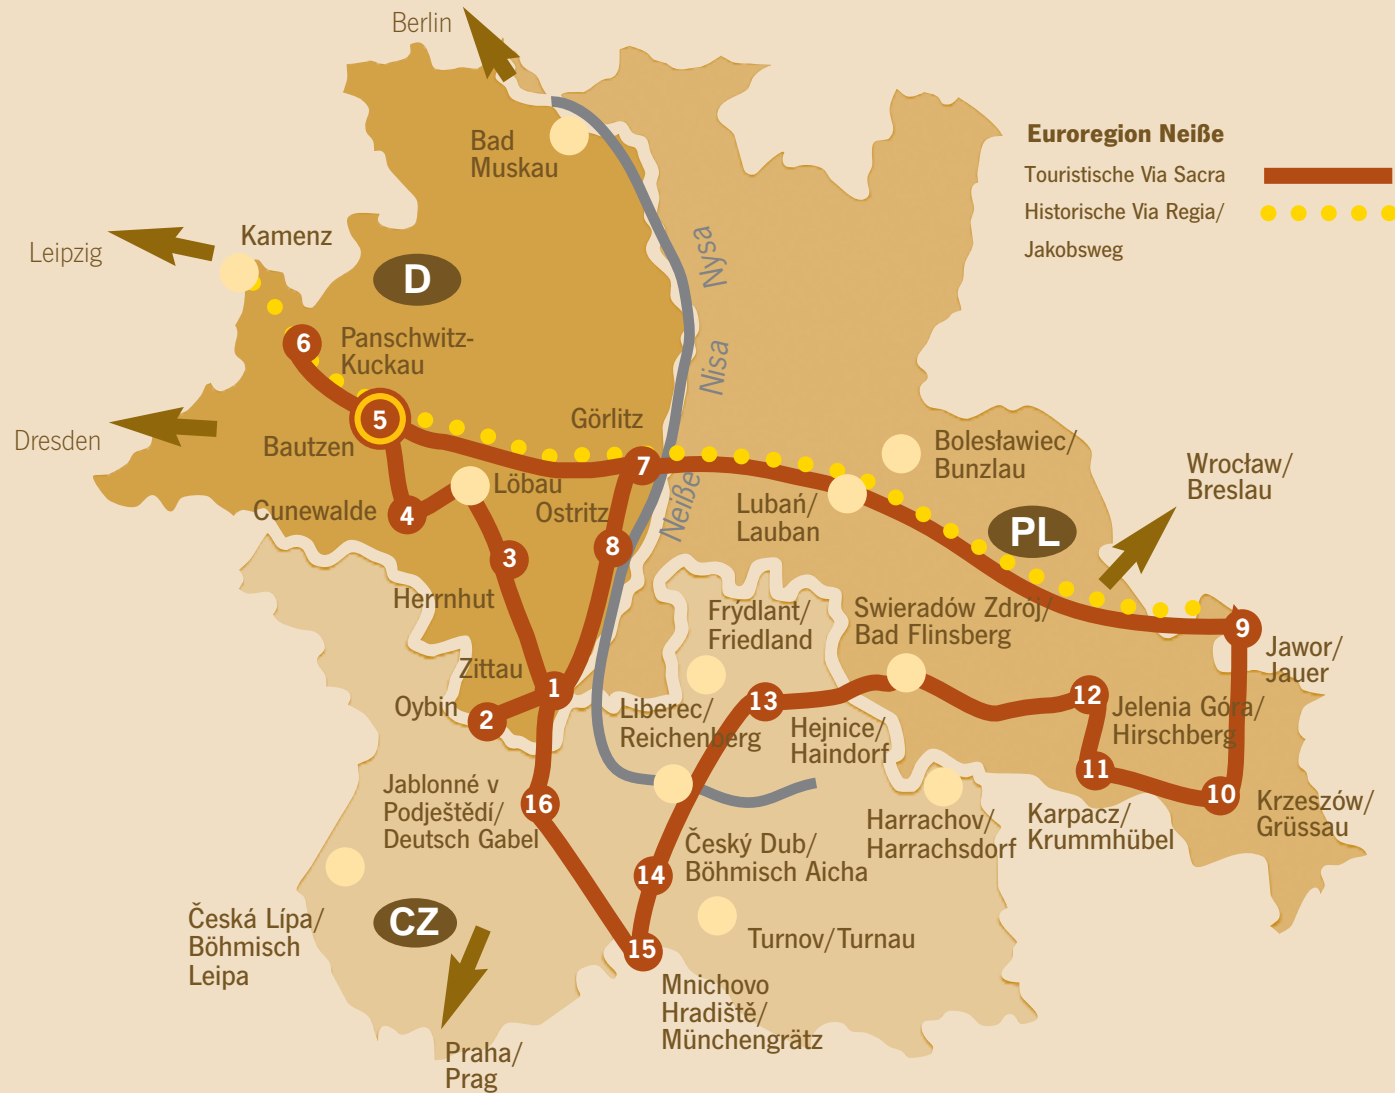 Berlin
Bad
Muskau
Euroregion Neiße
Touristische Via Sacra
Historische Via Regia/
Jakobsweg
Kamenz
Leipzig
D
Nysa
Nisa
Neiße
6
Panschwitz-
Kuckau
5
Bautzen
Dresden
Görlitz
7
Bolesławiec/
Bunzlau
Wrocław/
Breslau
Löbau
Lubań/
Lauban
Cunewalde
4
Ostritz
8
PL
3
Herrnhut
Frýdlant/
Friedland
Swieradów Zdrój/
Bad Flinsberg
9
Jawor/
Jauer
Zittau
1
Oybin
2
Liberec/
Reichenberg
13
Hejnice/
Haindorf
12
Jelenia Góra/
Hirschberg
11
Karpacz/
Krummhübel
10
Krzeszów/
Grüssau
Jablonné v
Podještědí/
Deutsch Gabel
16
Harrachov/
Harrachsdorf
Český Dub/
Böhmisch Aicha
14
Česká Lípa/
Böhmisch
Leipa
CZ
15
Turnov/Turnau
Mnichovo
Hradiště/
Münchengrätz
Praha/
Prag